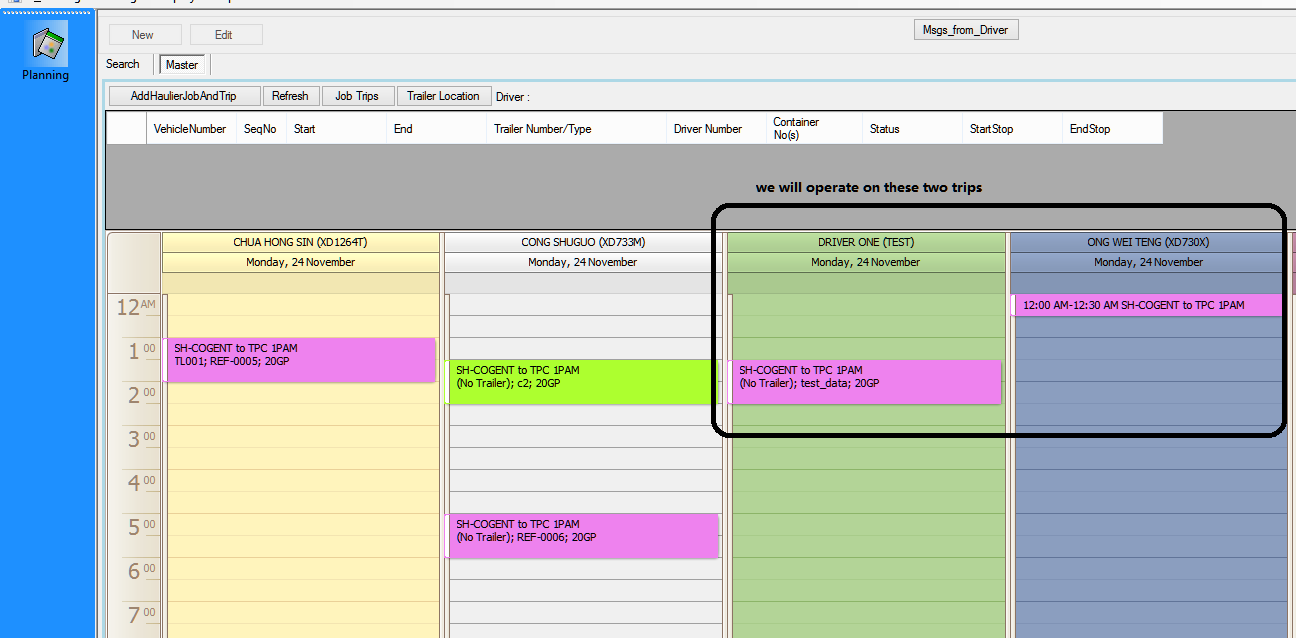 New
Edit
Msgs_from_Driver
Planning
Search
Master
AddHaulierJobAndTrip
Refresh
Job Trips
Trailer Location
Driver :
VehicleNumber
SeqNo
Start
End
Trailer Number/Type
Driver Number
Container
No(s)
Status
StartStop
EndStop
we will operate on these two trips
CHUA HONG SIN (XD1264T)
CONG SHUGUO (XD733M)
DRIVER ONE (TEST)
ONG WEI TENG (XD730X)
Monday, 24 November
Monday, 24 November
Monday, 24 November
Monday, 24 November
12 AM
12:00 AM-12:30 AM SH-COGENT to TPC 1PAM
1 00
SH-COGENT to TPC 1PAM
TL001; REF-0005; 20GP
SH-COGENT to TPC 1PAM
(No Trailer); c2; 20GP
SH-COGENT to TPC 1PAM
(No Trailer); test_data; 20GP
2 00
3 00
4 00
5 00
SH-COGENT to TPC 1PAM
(No Trailer); REF-0006; 20GP
6 00
7 00